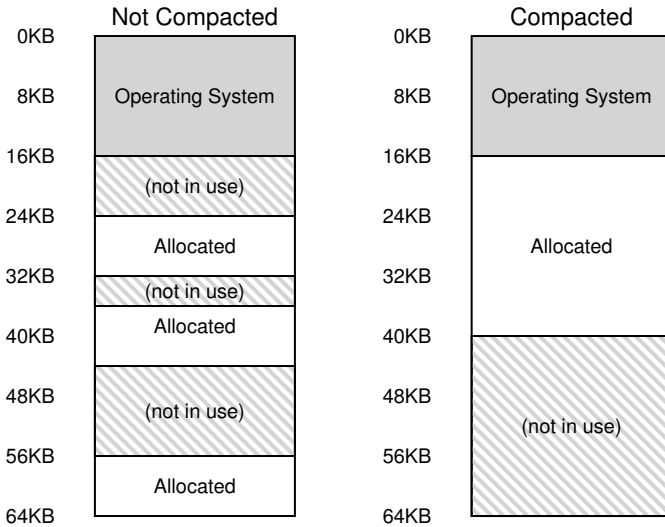 Not Compacted
0KB
8KB
16KB
24KB
32KB
40KB
48KB
56KB
64KB
Operating System
(not in use)
Allocated
(not in use)
Allocated
(not in use)
Allocated
Compacted
0KB
8KB
16KB
24KB
32KB
40KB
48KB
56KB
64KB
Operating System
Allocated
(not in use)